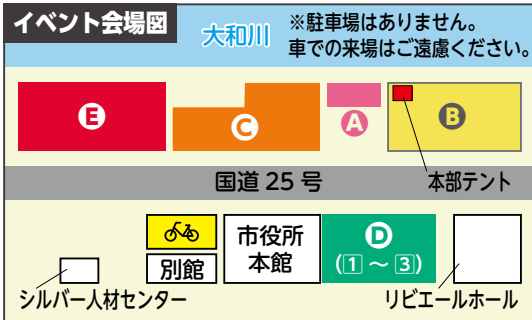 イベント会場図
大和川
※駐車場はありません。
車での来場はご遠慮ください。
E
C
A
B
国道25号
本部テント
市役所
本館
別館
D
(1～3)
シルバー人材センター
リビエールホール